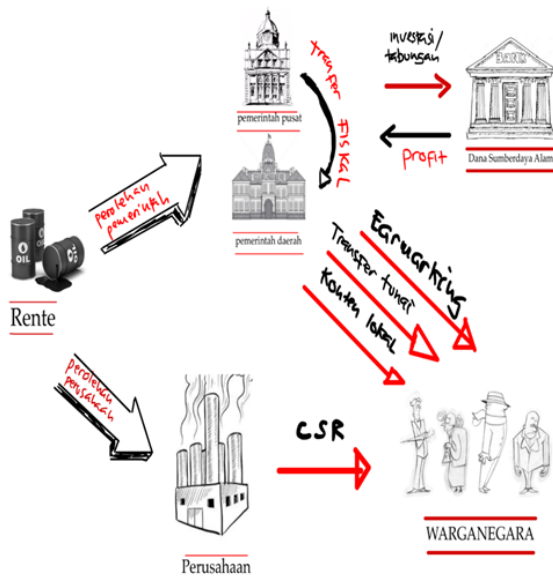 investasi/
tabungan
BANK
transfer
FISKAL
pemerintah pusat
profit
Dana Sumberdaya Alam
perolehan
pemerintah
pemerintah daerah
OIL
OIL
Rente
Earmarking
Transfer tunai
Konten lokal
perolehan
perusahaan
CSR
Perusahaan
WARGANEGARA